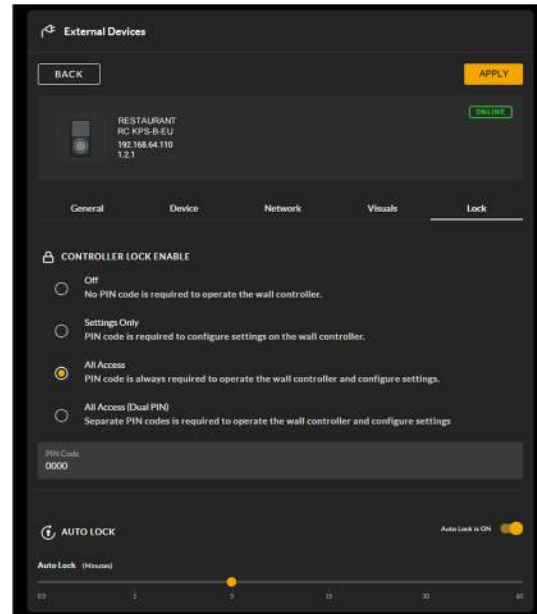 External Devices
BACK
APPLY
RESTAURANT
RC KPS-B-EU
192.168.64.110
1.2.1
ONLINE
General Device Network Visuals Lock
CONTROLLER LOCK ENABLE
Off
No PIN code is required to operate the wall controller.
Settings Only
PIN code is required to configure settings on the wall controller.
All Access
PIN code is always required to operate the wall controller and configure settings.
All Access (Dual PIN)
Separate PIN codes is required to operate the wall controller and configure settings
PIN Code
0000
AUTO LOCK
Auto Lock is ON
Auto Lock (Minutes)
0.5 2 5 15 30 60